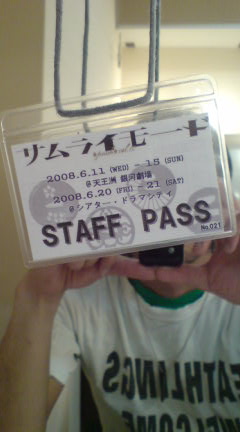 サムライモード
2008.6.11(WED)-15(SUN)
@天王洲 銀河劇場
2008.6.20(FRI)-21(SAT)
@シアター・ドラマシティ
STAFF PASS
No.021
EATHLINGS
WELCOME